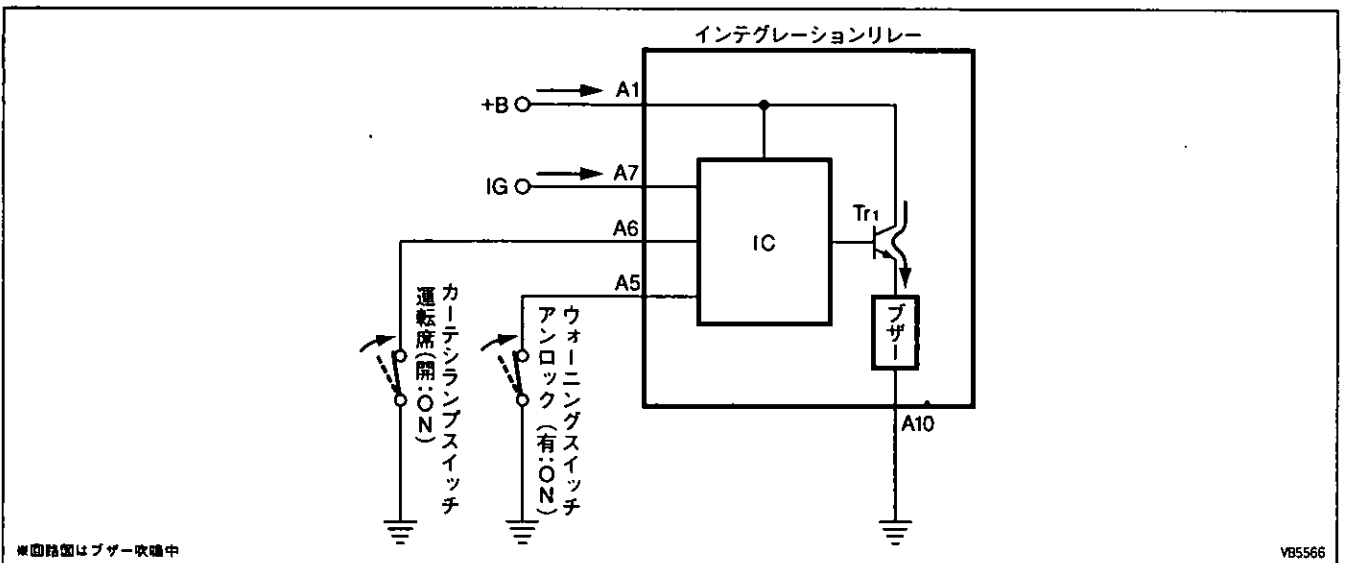 インテグレーションリレー
+B
A1
IG
A7
A6
A5
IC
Tr1
ブザー
A10
カーテシランプスイッチ
運転席(開:ON)
ウォーニングスイッチ
アンロック(有:ON)
※回路図はブザー吹鳴中
VB5566